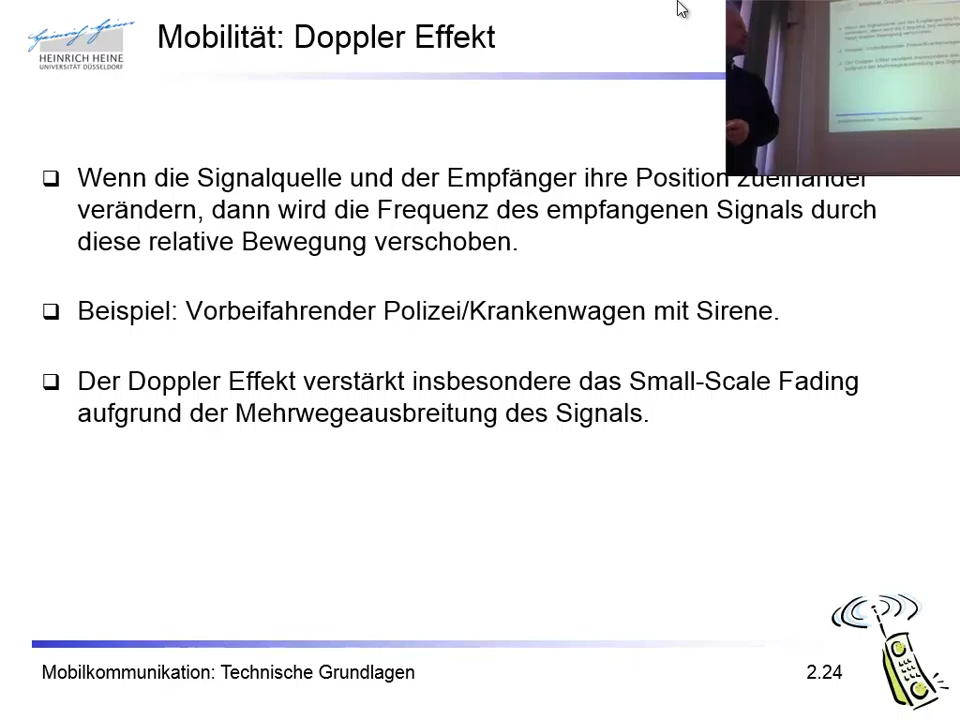 Heinrich Heine
HEINRICH HEINE
UNIVERSITÄT DÜSSELDORF
Mobilität: Doppler Effekt
❑ Wenn die Signalquelle und der Empfänger ihre Position zueinander
verändern, dann wird die Frequenz des empfangenen Signals durch
diese relative Bewegung verschoben.
❑ Beispiel: Vorbeifahrender Polizei/Krankenwagen mit Sirene.
❑ Der Doppler Effekt verstärkt insbesondere das Small-Scale Fading
aufgrund der Mehrwegeausbreitung des Signals.
Mobilkommunikation: Technische Grundlagen
2.24